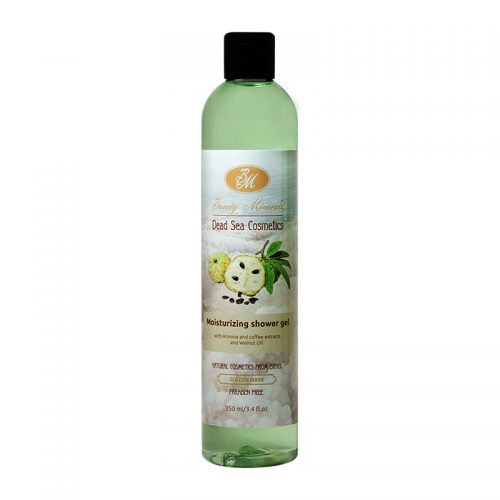 BM
Beauty Minerals
Dead Sea Cosmetics
Moisturizing shower gel
with Annona and coffee extracts
and Walnut Oil
NATURAL COSMETICS FROM ISRAEL
GOLDEN MARK
PARABEN FREE
350 ml/3.4 fl.oz